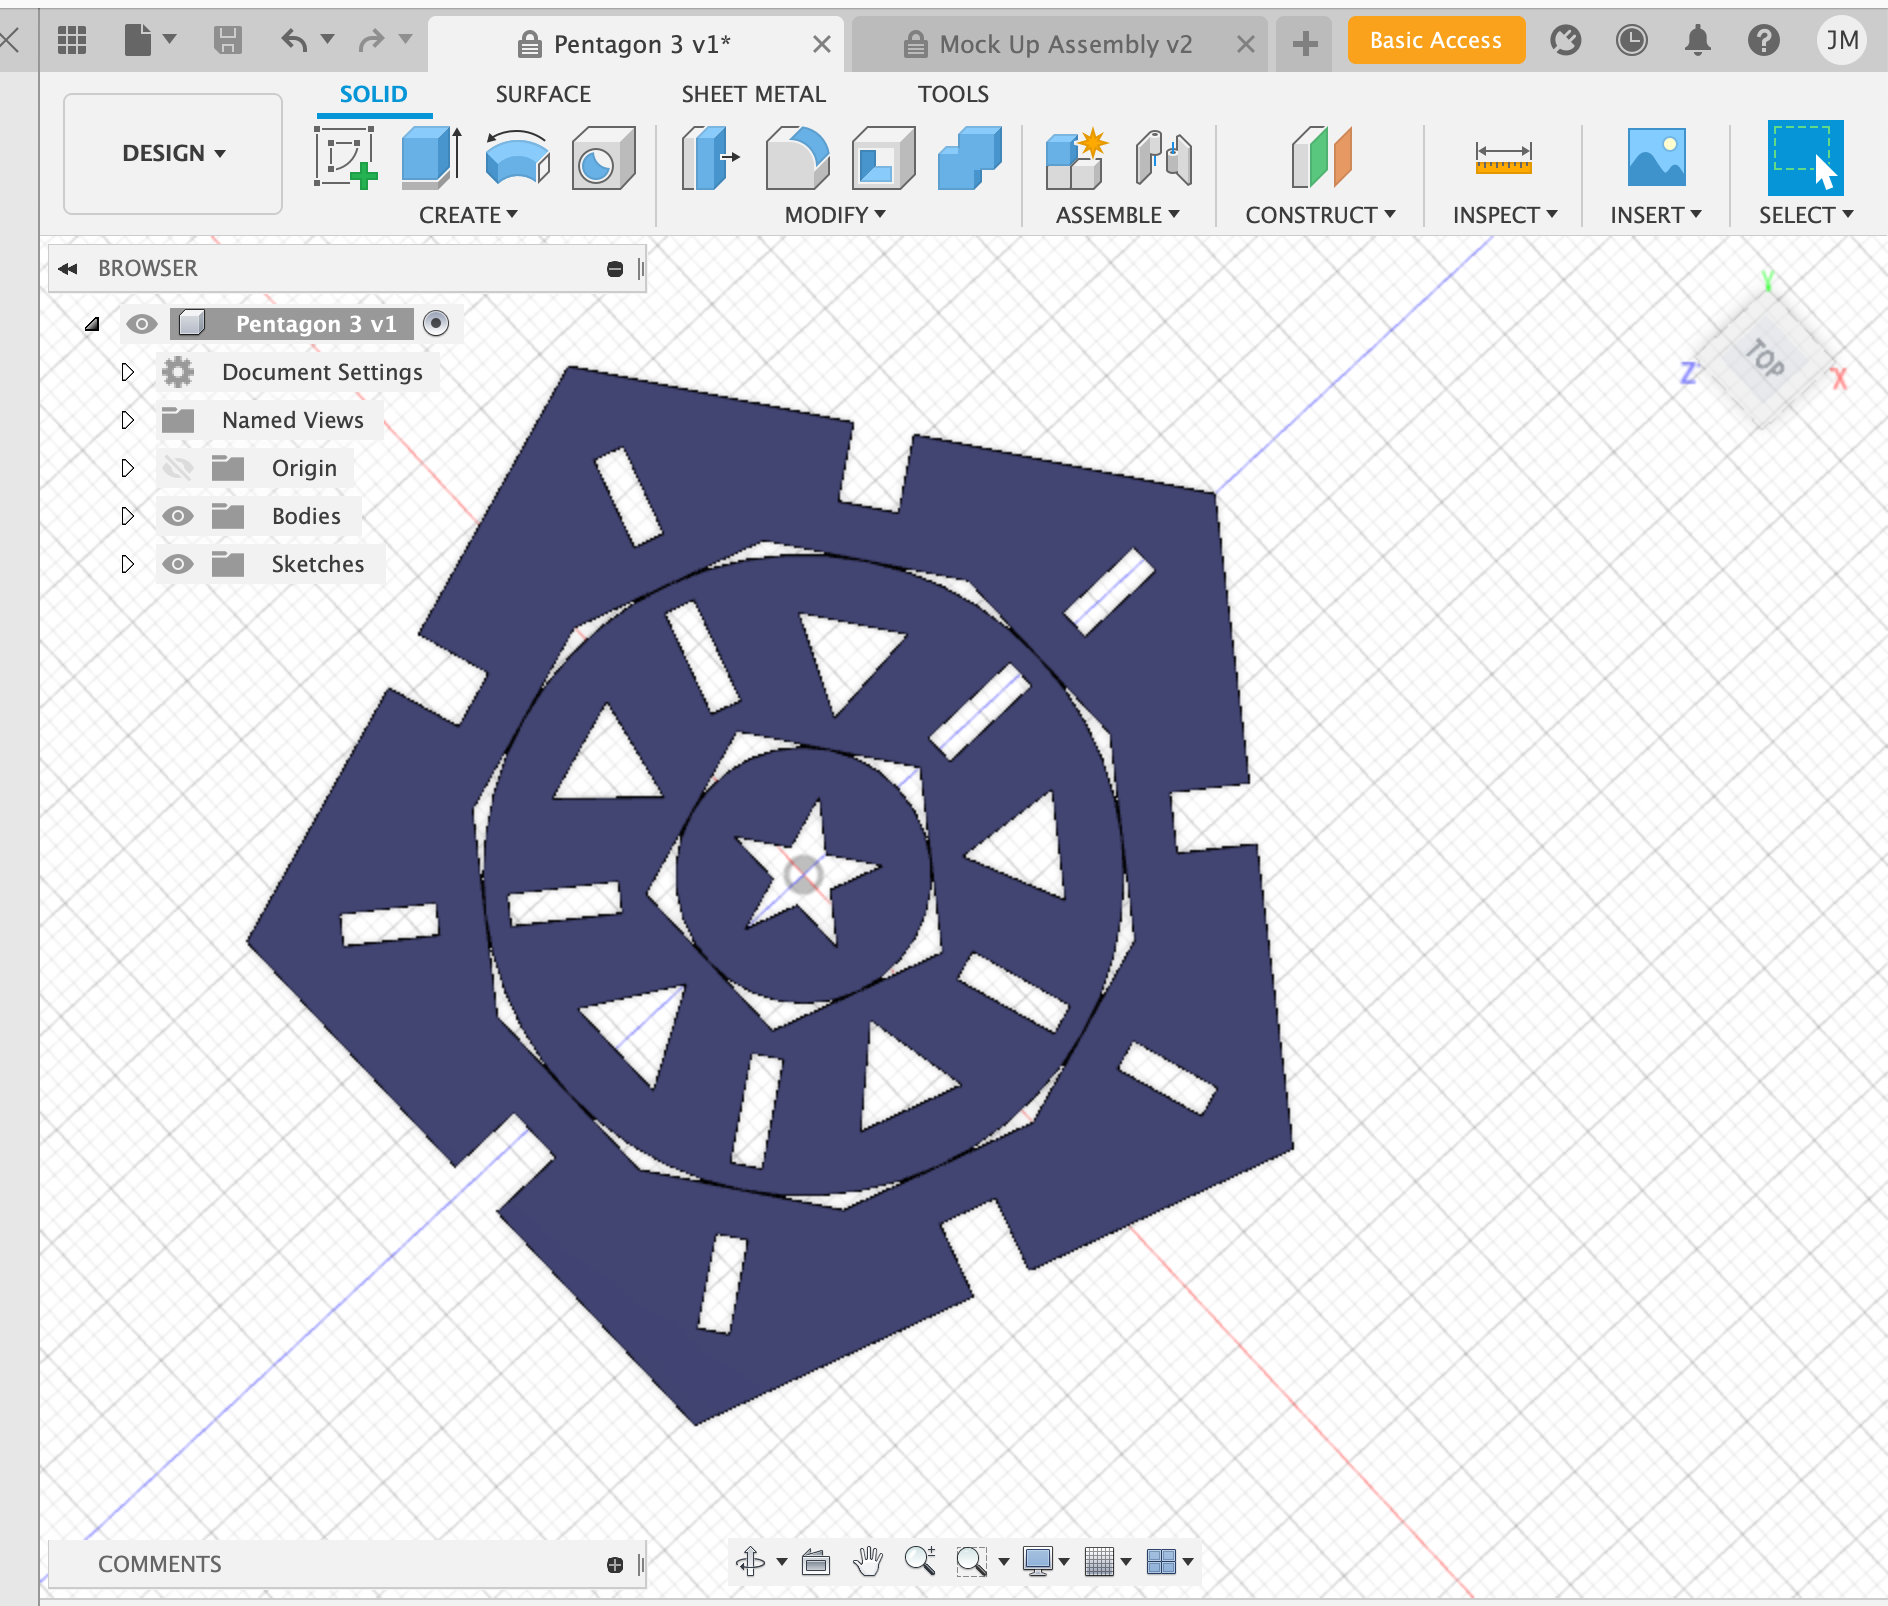 Pentagon 3 v1*
Mock Up Assembly v2
Basic Access
JM
DESIGN
SOLID
SURFACE
SHEET METAL
TOOLS
CREATE
MODIFY
ASSEMBLE
CONSTRUCT
INSPECT
INSERT
SELECT
BROWSER
Pentagon 3 v1
Document Settings
Named Views
Origin
Bodies
Sketches
Y
TOP
Z
X
COMMENTS